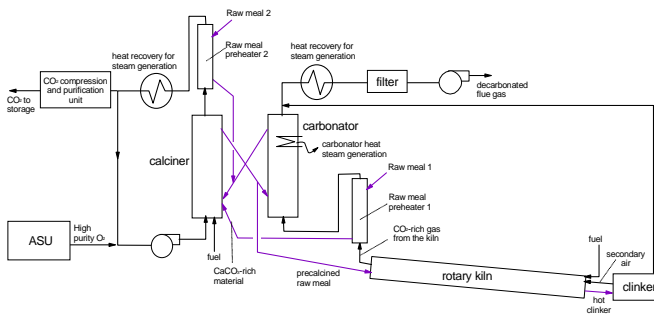 Raw meal 2
heat recovery for
steam generation
Raw meal
preheater 2
heat recovery for
steam generation
CO₂ compression
and purification
unit
CO₂ to
storage
filter
decarbonated
flue gas
carbonator
carbonator heat
steam generation
calciner
Raw meal 1
Raw meal
preheater 1
ASU
High
purity O₂
fuel
CaCO₃-rich
material
CO₂-rich gas
from the kiln
precalcined
raw meal
rotary kiln
fuel
secondary
air
clinker
hot
clinker